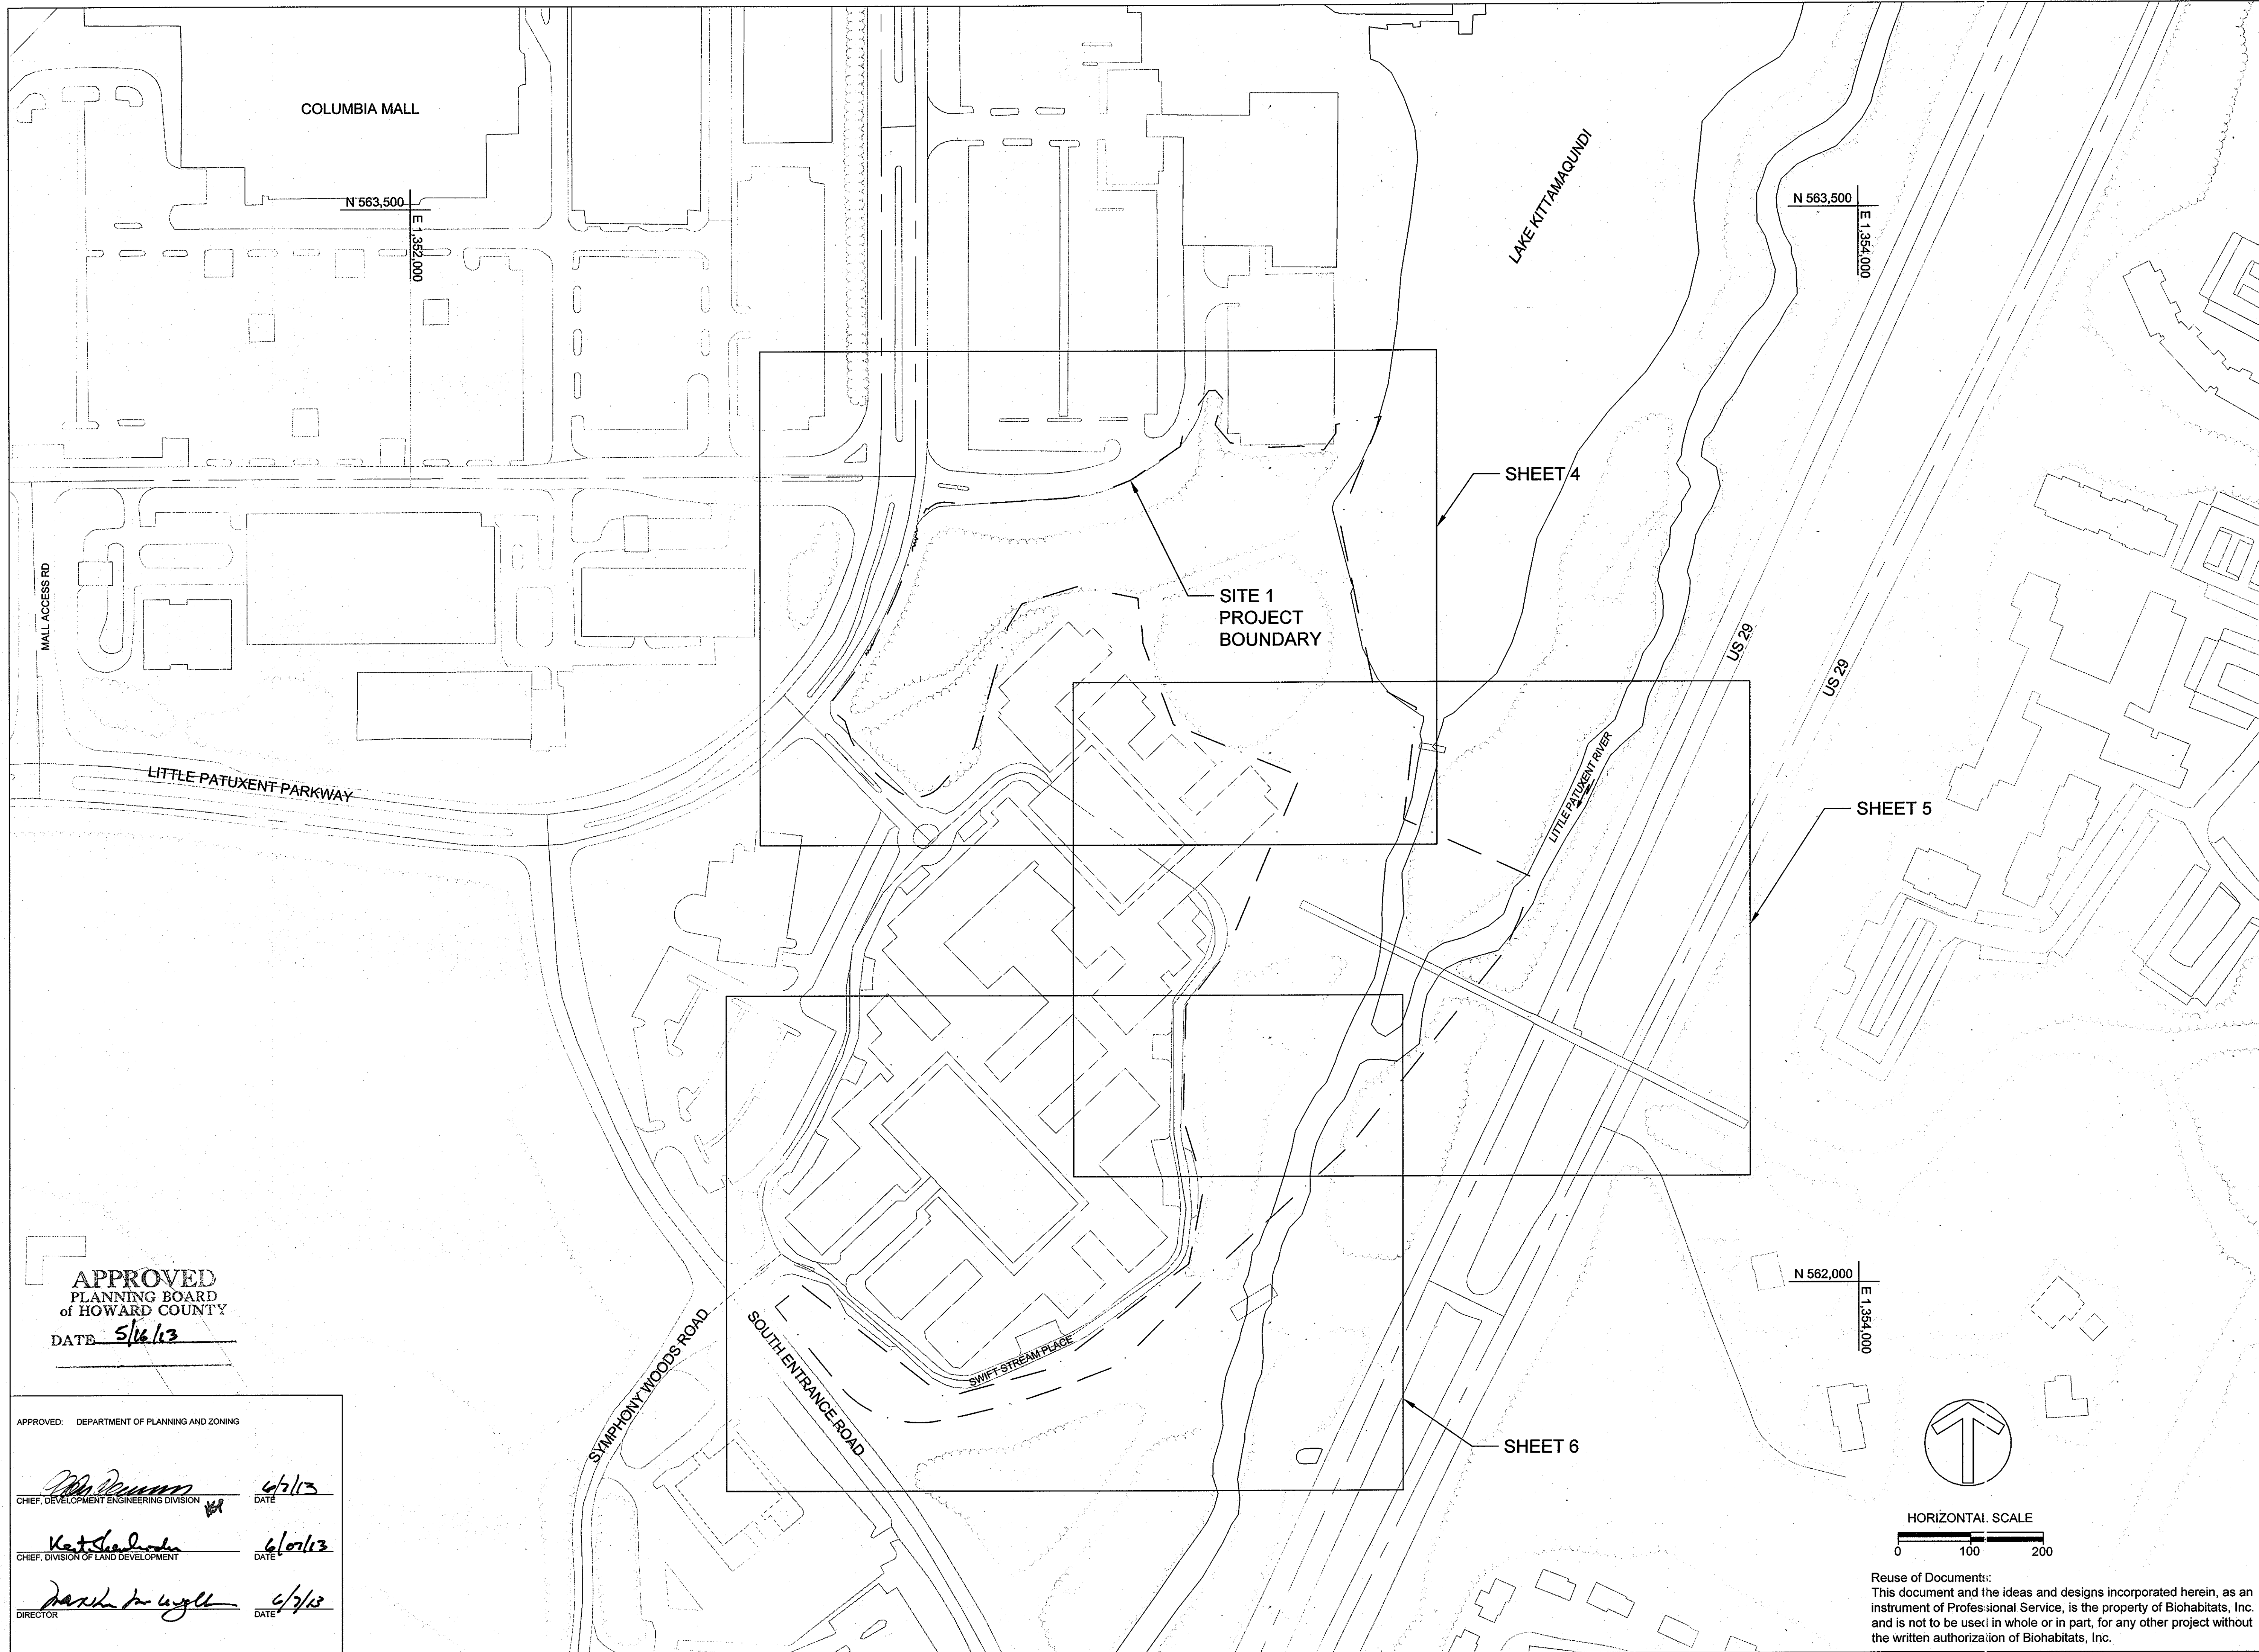 COLUMBIA MALL
N 563,500
E 1,352,000
LAKE KITTAMAQUNDI
N 563,500
E 1,354,000
SHEET 4
SITE 1
PROJECT
BOUNDARY
MALL ACCESS RD
US 29
US 29
LITTLE PATUXENT PARKWAY
LITTLE PATUXENT RIVER
SHEET 5
APPROVED
PLANNING BOARD
of HOWARD COUNTY
DATE 5/16/13
N 562,000
E 1,354,000
SYMPHONY WOODS ROAD
SOUTH ENTRANCE ROAD
SWIFT STREAM PLACE
SHEET 6
APPROVED: DEPARTMENT OF PLANNING AND ZONING
6/7/13
CHIEF, DEVELOPMENT ENGINEERING DIVISION
DATE
6/07/13
CHIEF, DIVISION OF LAND DEVELOPMENT
DATE
6/7/13
DIRECTOR
DATE
HORIZONTAL SCALE
0 100 200
Reuse of Documents:
This document and the ideas and designs incorporated herein, as an
instrument of Professional Service, is the property of Biohabitats, Inc.
and is not to be used in whole or in part, for any other project without
the written authorization of Biohabitats, Inc.